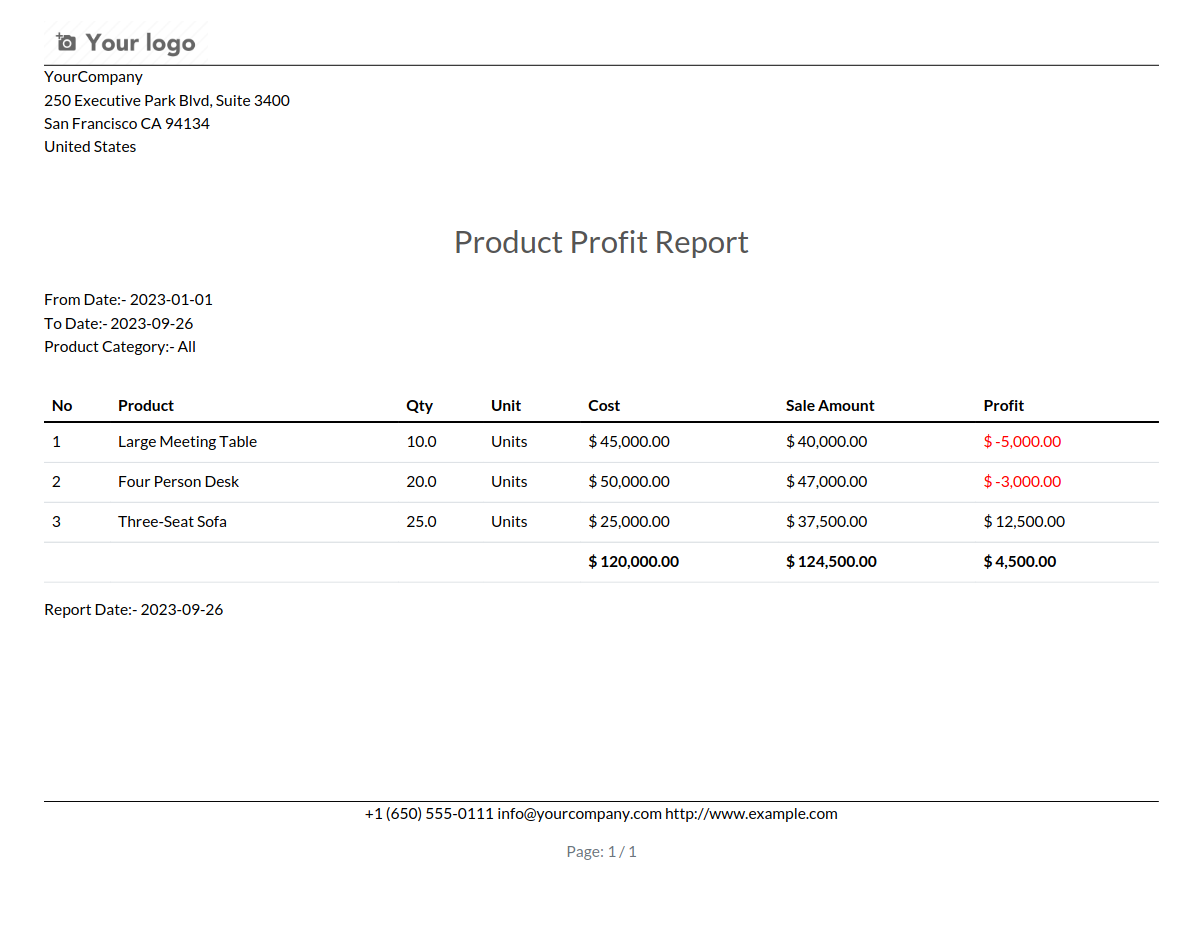 Your logo
YourCompany
250 Executive Park Blvd, Suite 3400
San Francisco CA 94134
United States
Product Profit Report
From Date:- 2023-01-01
To Date:- 2023-09-26
Product Category:- All
No Product Qty Unit Cost Sale Amount Profit
1 Large Meeting Table 10.0 Units $ 45,000.00 $ 40,000.00 $ -5,000.00
2 Four Person Desk 20.0 Units $ 50,000.00 $ 47,000.00 $ -3,000.00
3 Three-Seat Sofa 25.0 Units $ 25,000.00 $ 37,500.00 $ 12,500.00
$ 120,000.00 $ 124,500.00 $ 4,500.00
Report Date:- 2023-09-26
+1 (650) 555-0111 info@yourcompany.com http://www.example.com
Page: 1 / 1